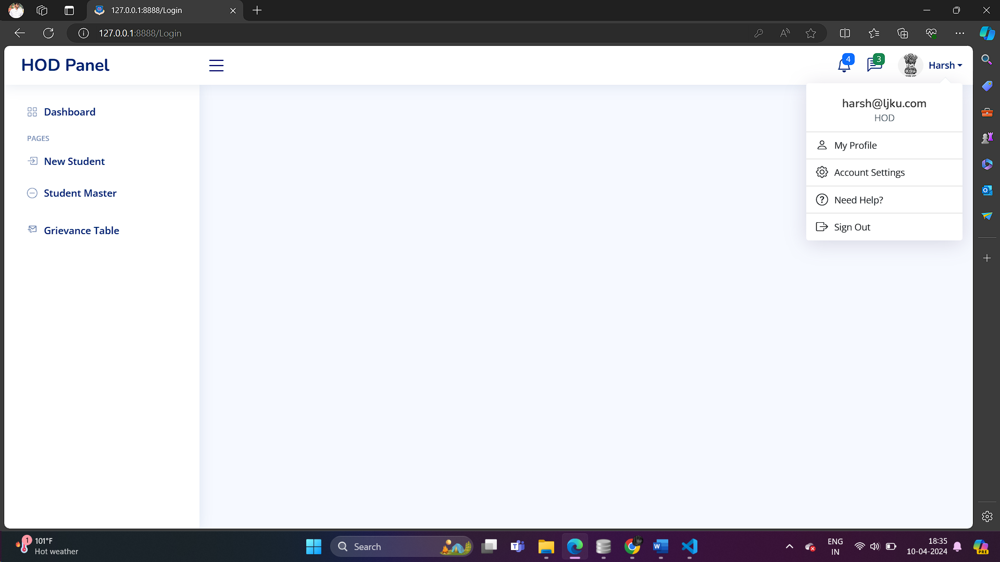 127.0.0.1:8888/Login
127.0.0.1:8888/Login
HOD Panel
4
3
Harsh
harsh@ljku.com
HOD
My Profile
Account Settings
Need Help?
Sign Out
Dashboard
PAGES
New Student
Student Master
Grievance Table
1
101°F
Hot weather
Search
ENG
IN
18:35
10-04-2024
PRE